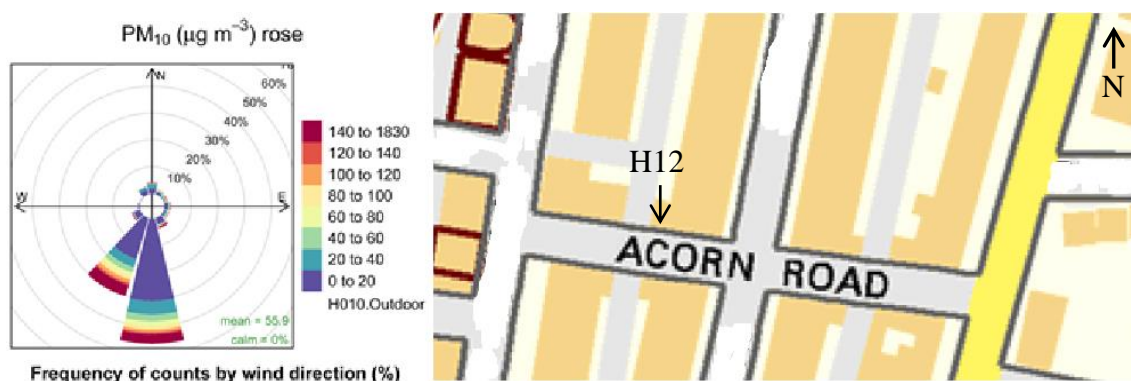 PM₁₀ (μg m⁻³) rose
N
W
E
60%
50%
40%
30%
20%
10%
140 to 1830
120 to 140
100 to 120
80 to 100
60 to 80
40 to 60
20 to 40
0 to 20
H010.Outdoor
mean = 55.9
calm = 0%
Frequency of counts by wind direction (%)
N
H12
ACORN ROAD